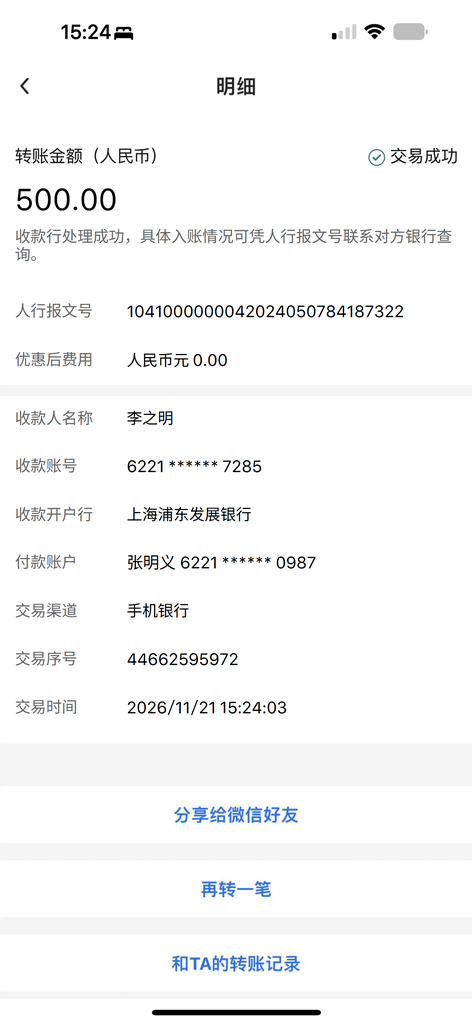 15:24
明细
转账金额（人民币）
交易成功
500.00
收款行处理成功，具体入账情况可凭人行报文号联系对方银行查
询。
人行报文号 1041000000042024050784187322
优惠后费用 人民币元 0.00
收款人名称 李之明
收款账号 6221 ****** 7285
收款开户行 上海浦东发展银行
付款账户 张明义 6221 ****** 0987
交易渠道 手机银行
交易序号 44662595972
交易时间 2026/11/21 15:24:03
分享给微信好友
再转一笔
和TA的转账记录